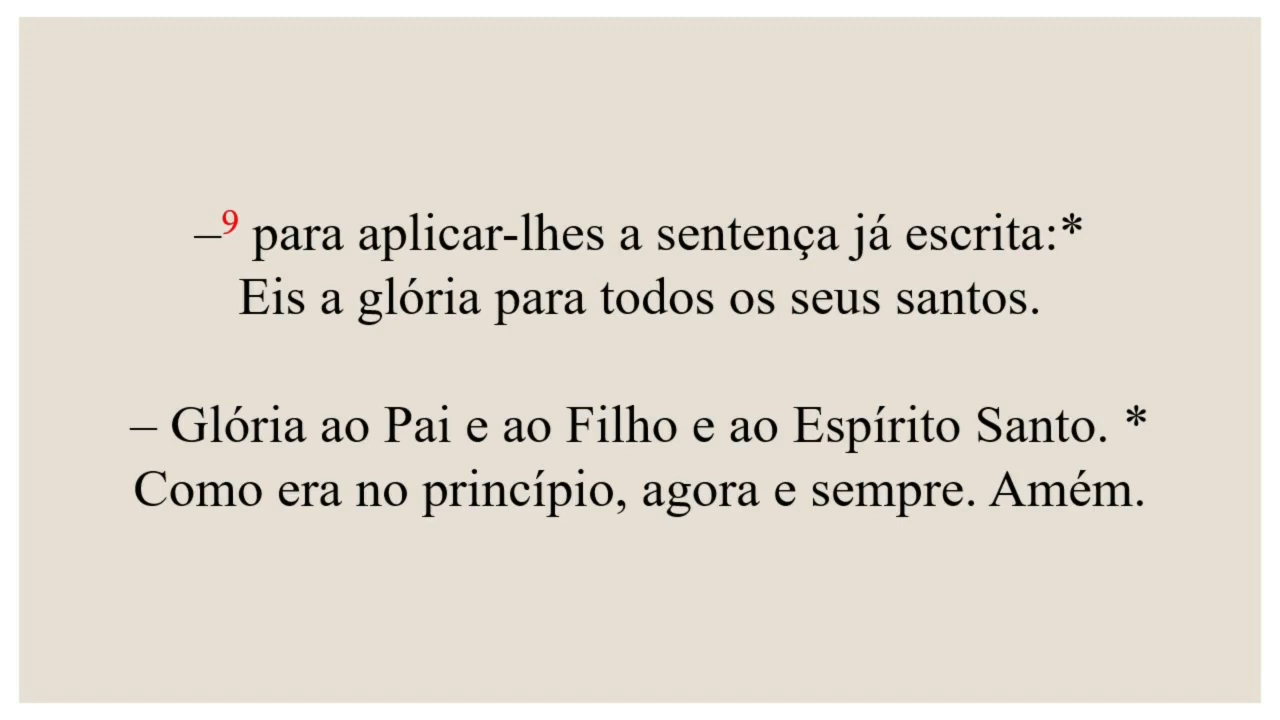 –9 para aplicar-lhes a sentença já escrita:*
Eis a glória para todos os seus santos.
– Glória ao Pai e ao Filho e ao Espírito Santo. *
Como era no princípio, agora e sempre. Amém.